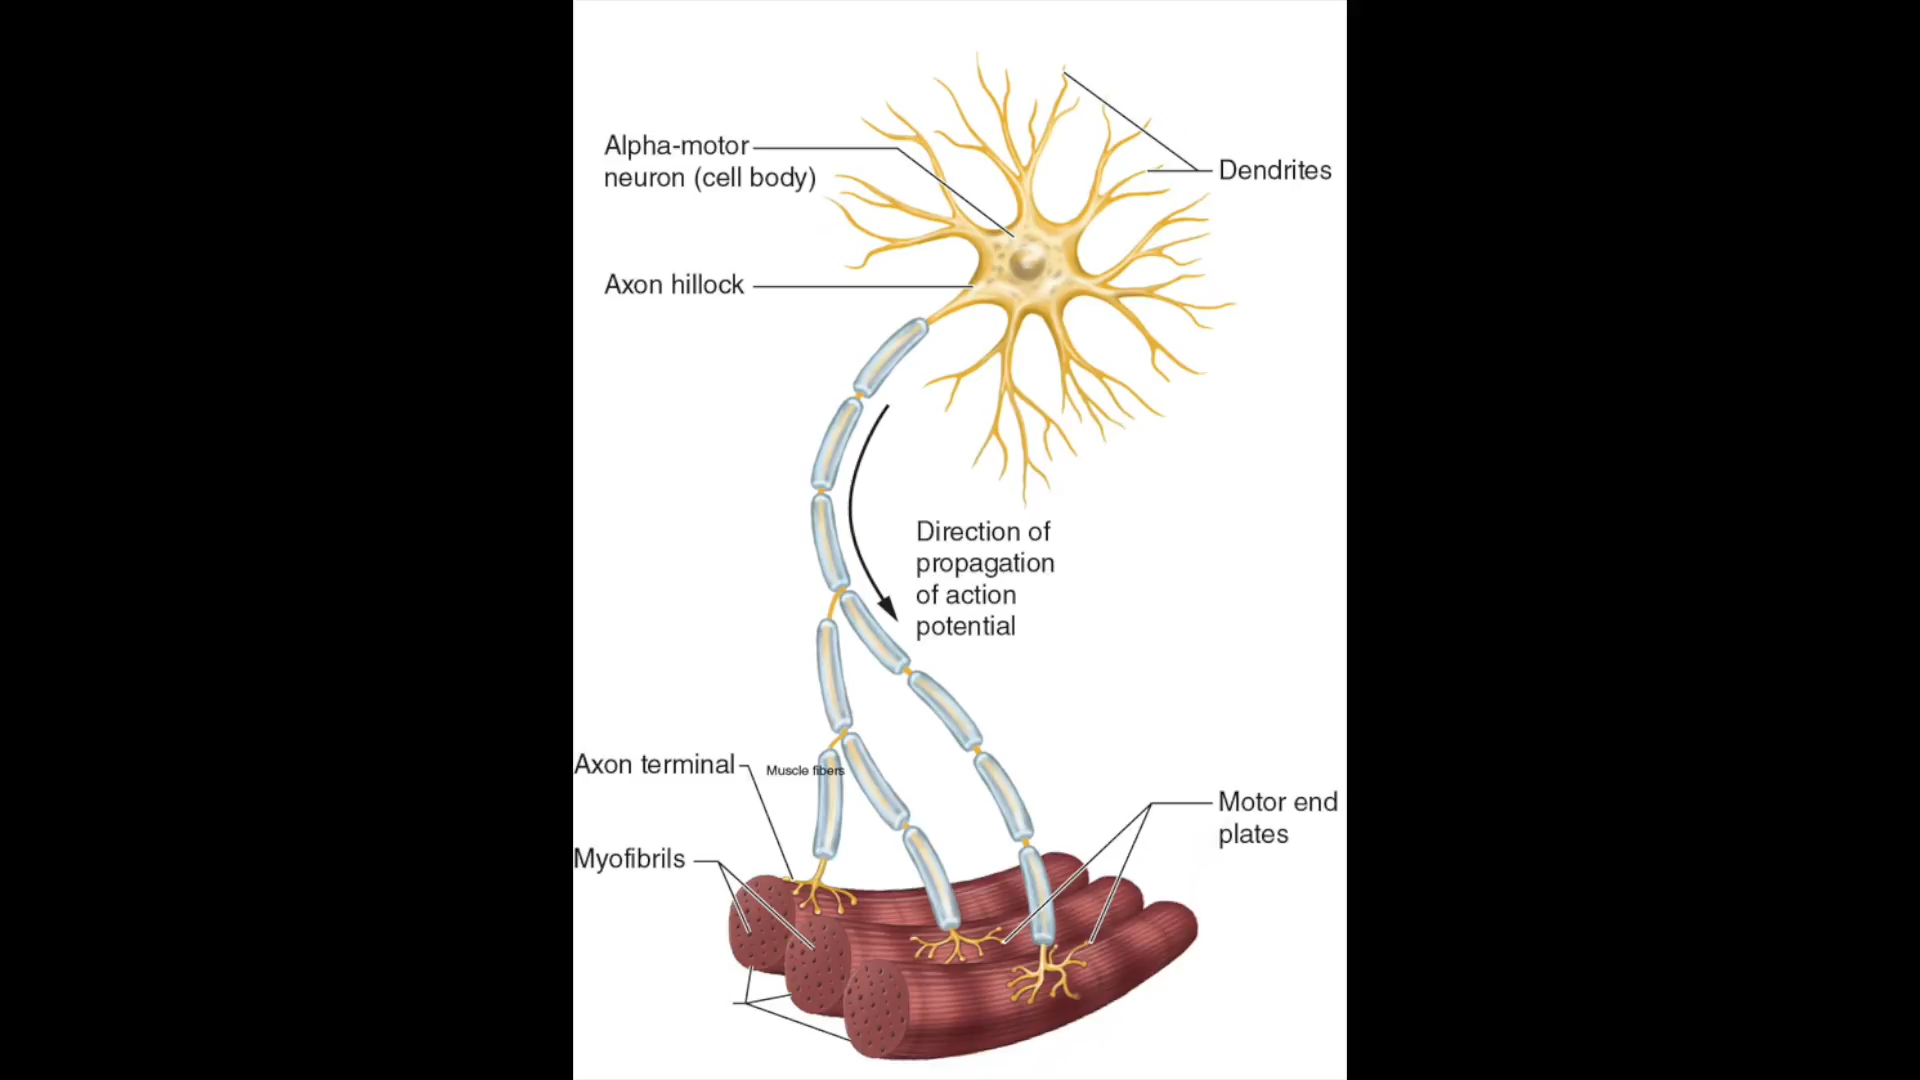 Alpha-motor
neuron (cell body)
Dendrites
Axon hillock
Direction of
propagation
of action
potential
Axon terminal
Muscle fibers
Motor end
plates
Myofibrils